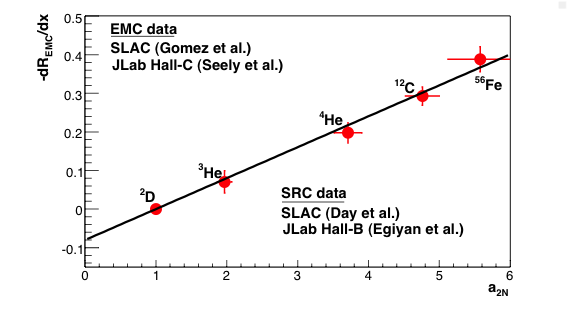 -dR_EMC/dx
0.5
0.4
0.3
0.2
0.1
0
-0.1
EMC data
SLAC (Gomez et al.)
JLab Hall-C (Seely et al.)
²D
³He
⁴He
¹²C
⁵⁶Fe
SRC data
SLAC (Day et al.)
JLab Hall-B (Egiyan et al.)
0 1 2 3 4 5 6
a_2N